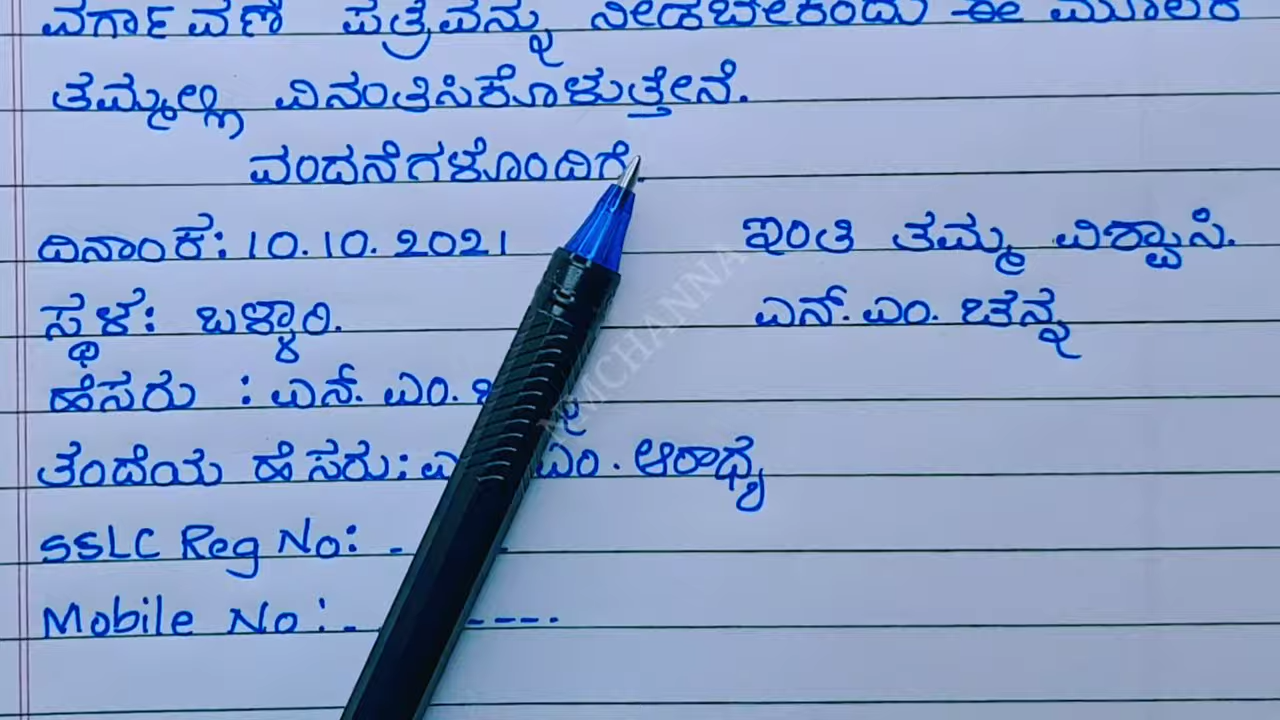 ವರ್ಗಾವಣೆ ಪತ್ರವನ್ನು ನೀಡಬೇಕೆಂದು ಈ ಮೂಲಕ
ತಮ್ಮಲ್ಲಿ ವಿನಂತಿಸಿಕೊಳುತ್ತೇನೆ.
ವಂದನೆಗಳೊಂದಿಗೆ.
ದಿನಾಂಕ: 10.10.2021 ಇಂತಿ ತಮ್ಮ ವಿಶ್ವಾಸಿ.
ಸ್ಥಳ: ಬಳ್ಳಾರಿ. ಎನ್.ಎಂ. ಚೆನ್ನ
ಹೆಸರು : ಎನ್. ಎಂ.
ತಂದೆಯ ಹೆಸರು: ಎಂ. ಆರಾಧ್ಯ
SSLC Reg No: -
Mobile No: - ----.
NMCHANNA